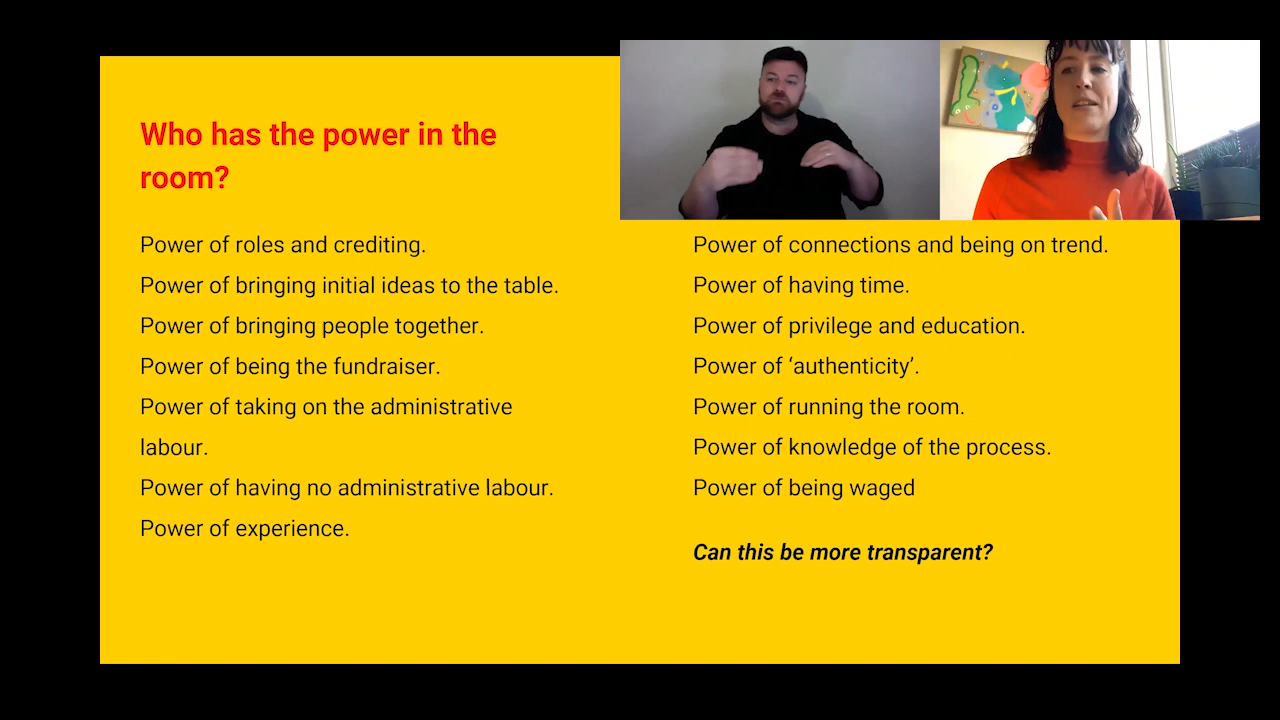 Who has the power in the
room?
Power of roles and crediting.
Power of bringing initial ideas to the table.
Power of bringing people together.
Power of being the fundraiser.
Power of taking on the administrative
labour.
Power of having no administrative labour.
Power of experience.
Power of connections and being on trend.
Power of having time.
Power of privilege and education.
Power of ‘authenticity’.
Power of running the room.
Power of knowledge of the process.
Power of being waged
Can this be more transparent?